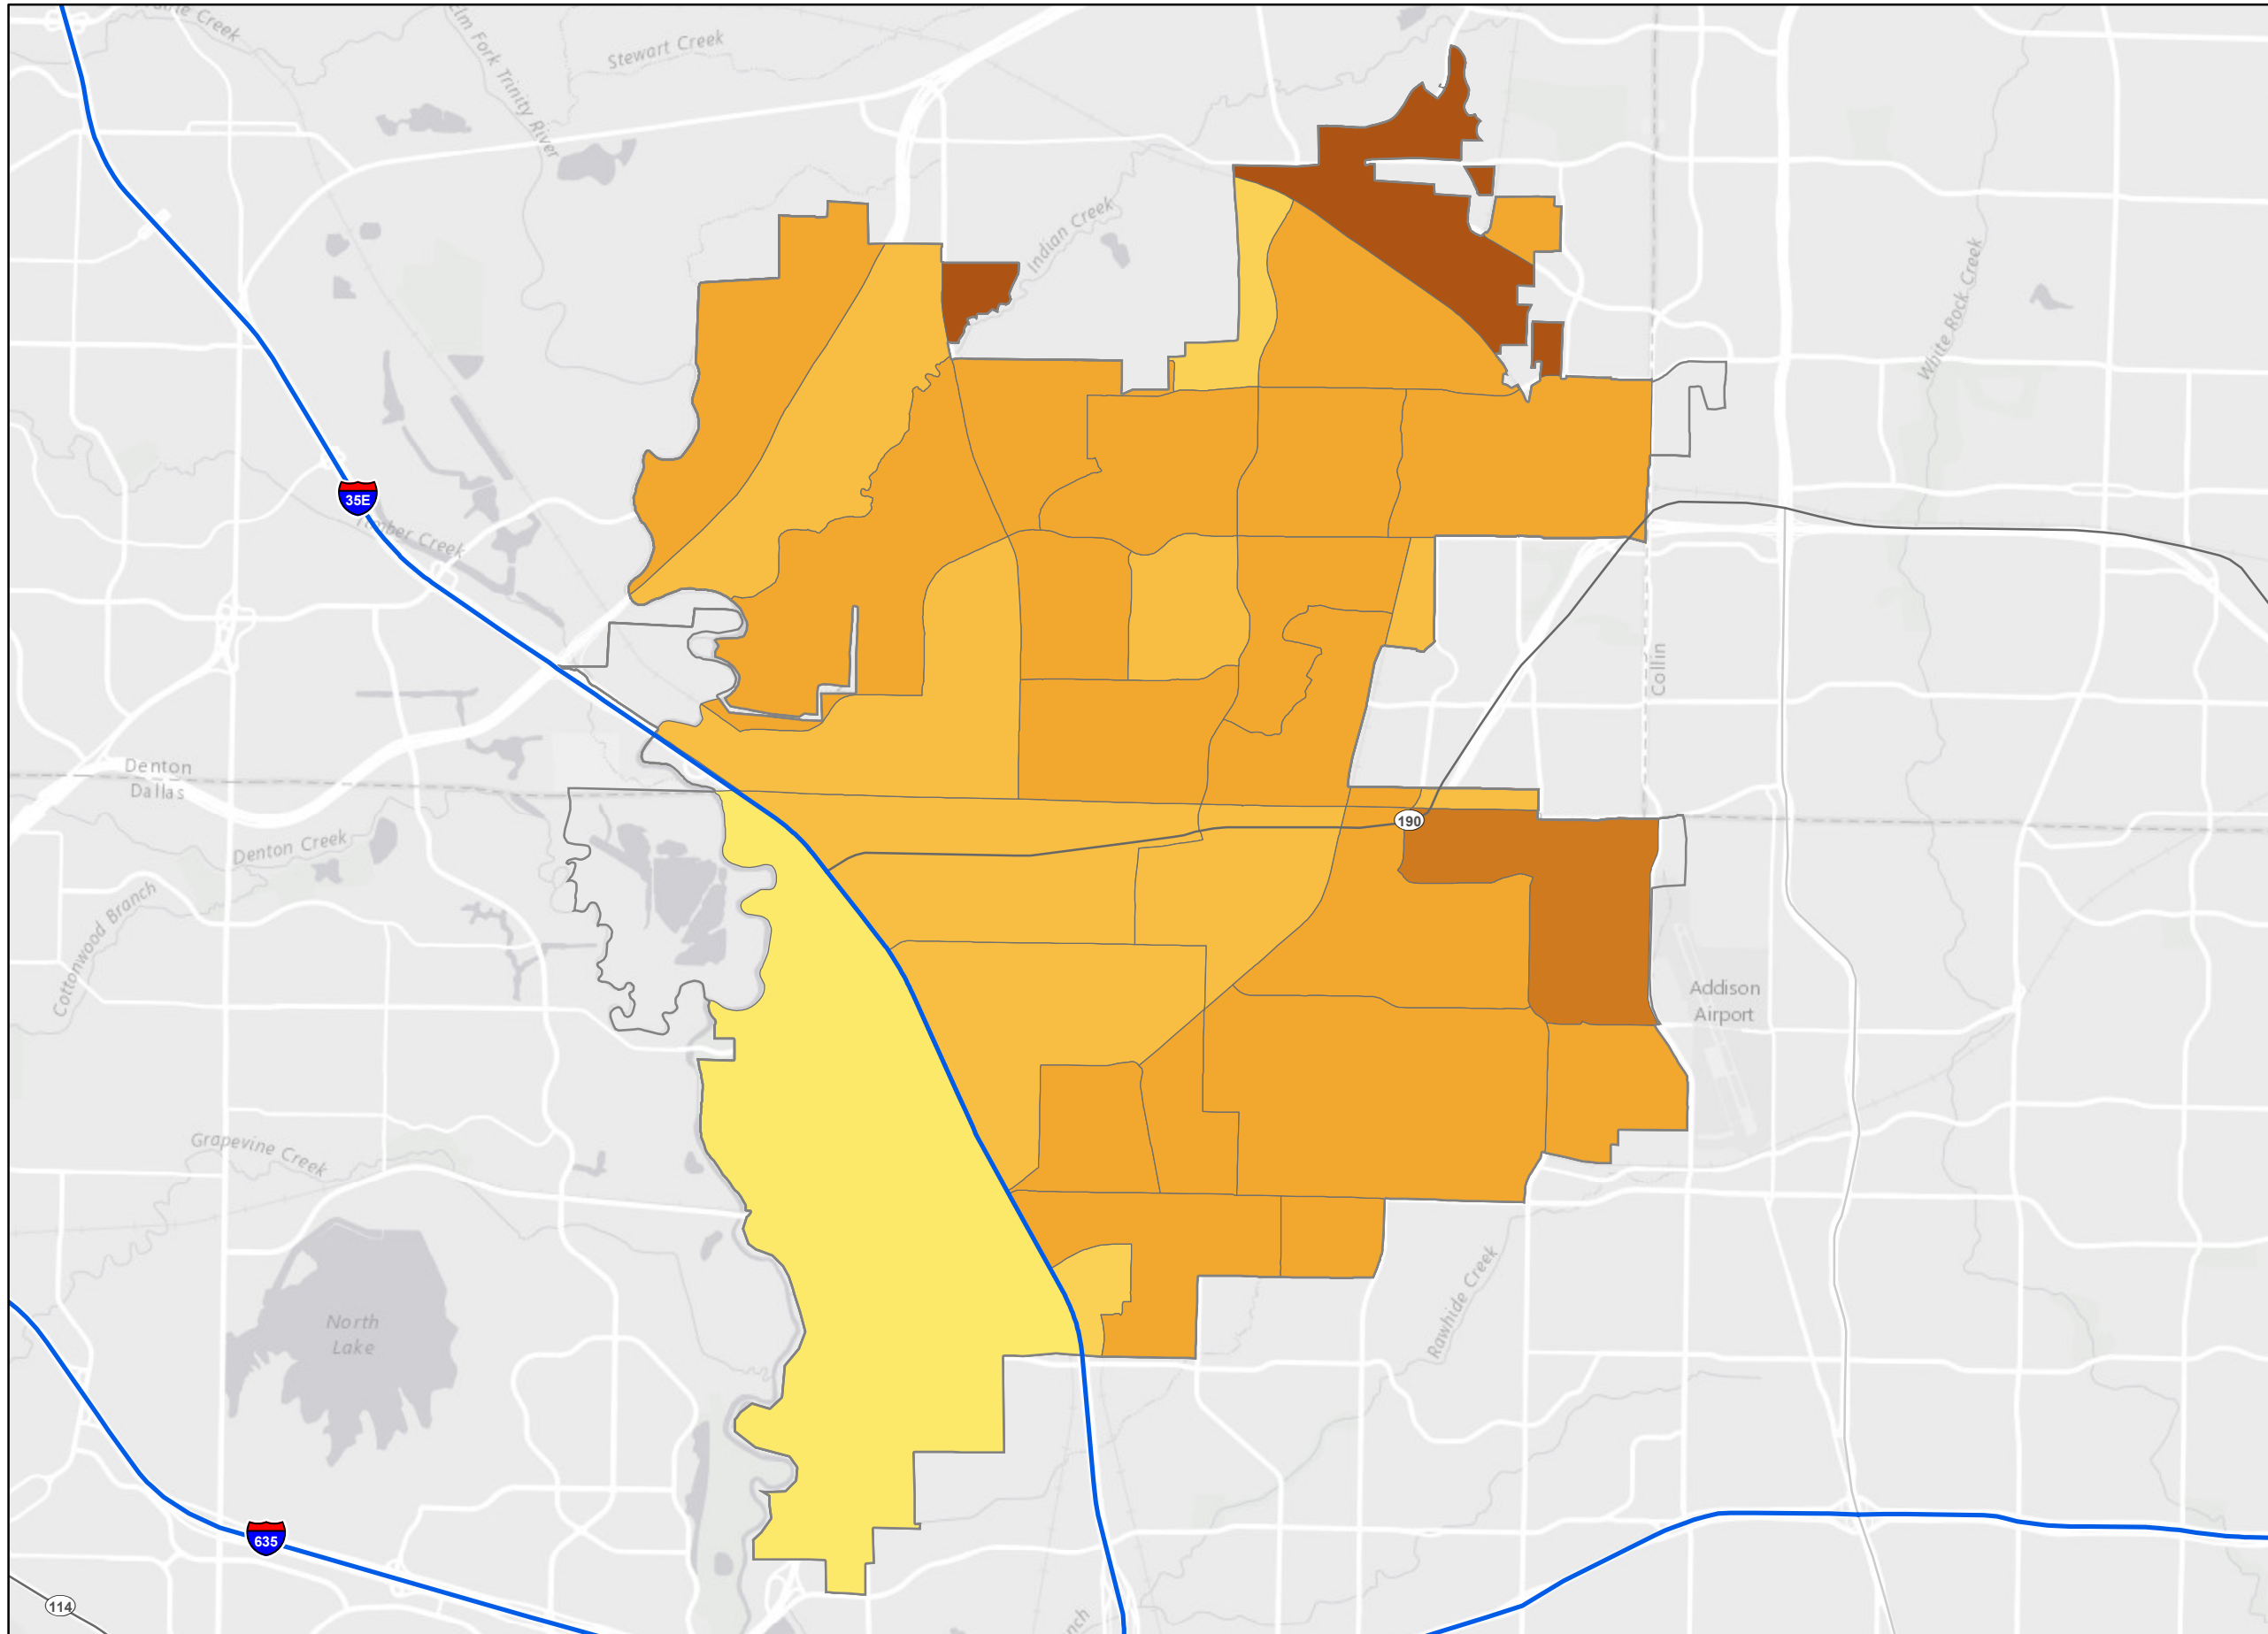 Creek
Elm Fork Trinity River
Stewart Creek
Indian Creek
White Rock Creek
35E
Creek
Collin
Denton
Dallas
190
Denton Creek
Cottonwood Branch
Addison
Airport
Grapevine Creek
North
Lake
Rawhide Creek
635
114